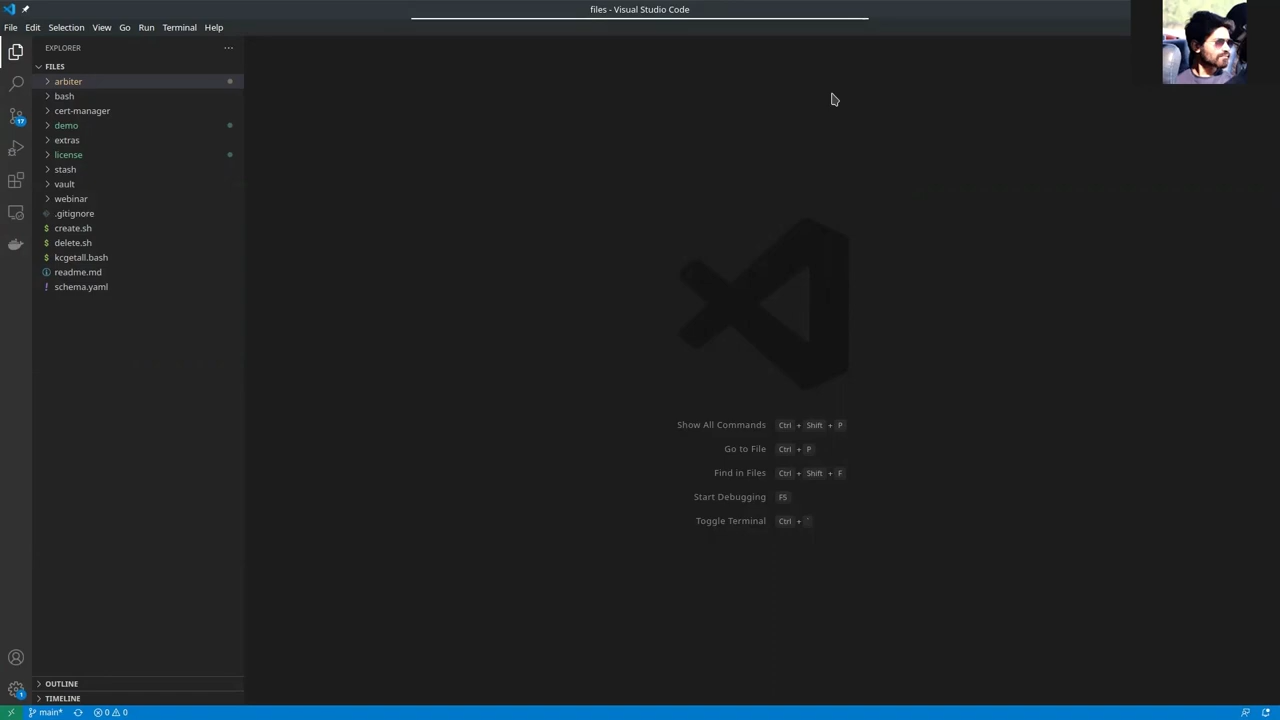 files - Visual Studio Code
File Edit Selection View Go Run Terminal Help
EXPLORER
FILES
arbiter
bash
cert-manager
demo
extras
license
stash
vault
webinar
.gitignore
$ create.sh
$ delete.sh
$ kcgetall.bash
readme.md
! schema.yaml
17
Show All Commands Ctrl + Shift + P
Go to File Ctrl + P
Find in Files Ctrl + Shift + F
Start Debugging F5
Toggle Terminal Ctrl + `
OUTLINE
TIMELINE
1
main* 0 0